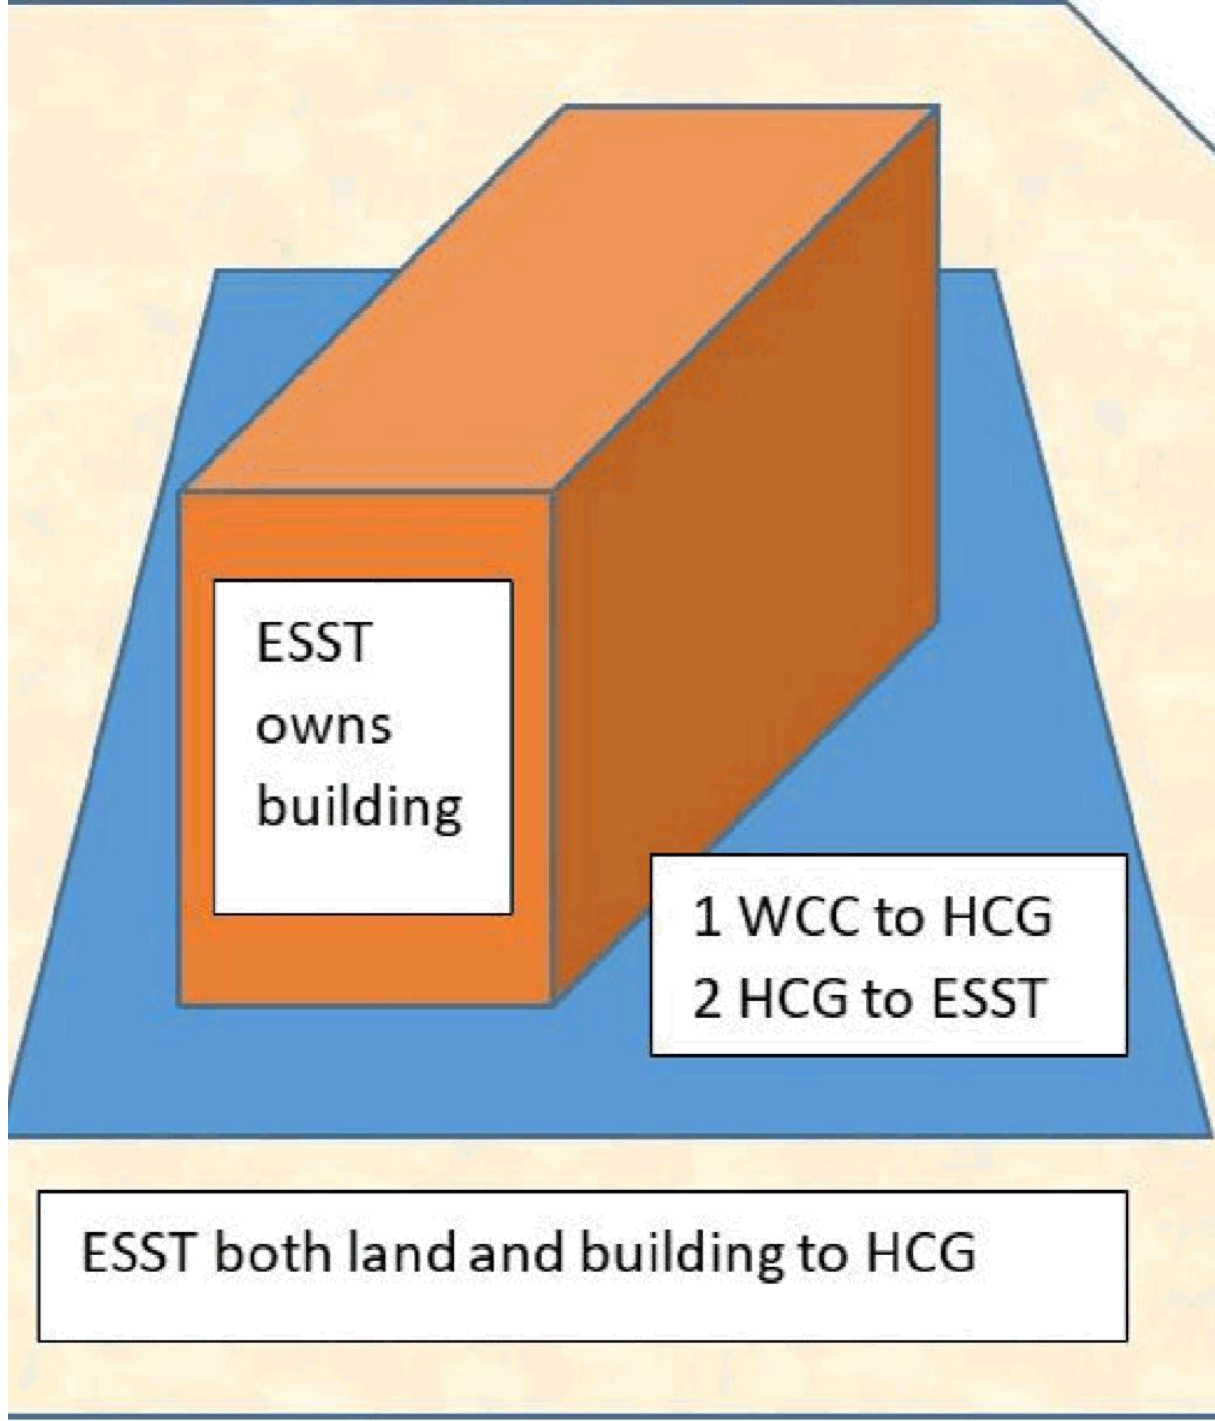 ESST
owns
building
1 WCC to HCG
2 HCG to ESST
ESST both land and building to HCG